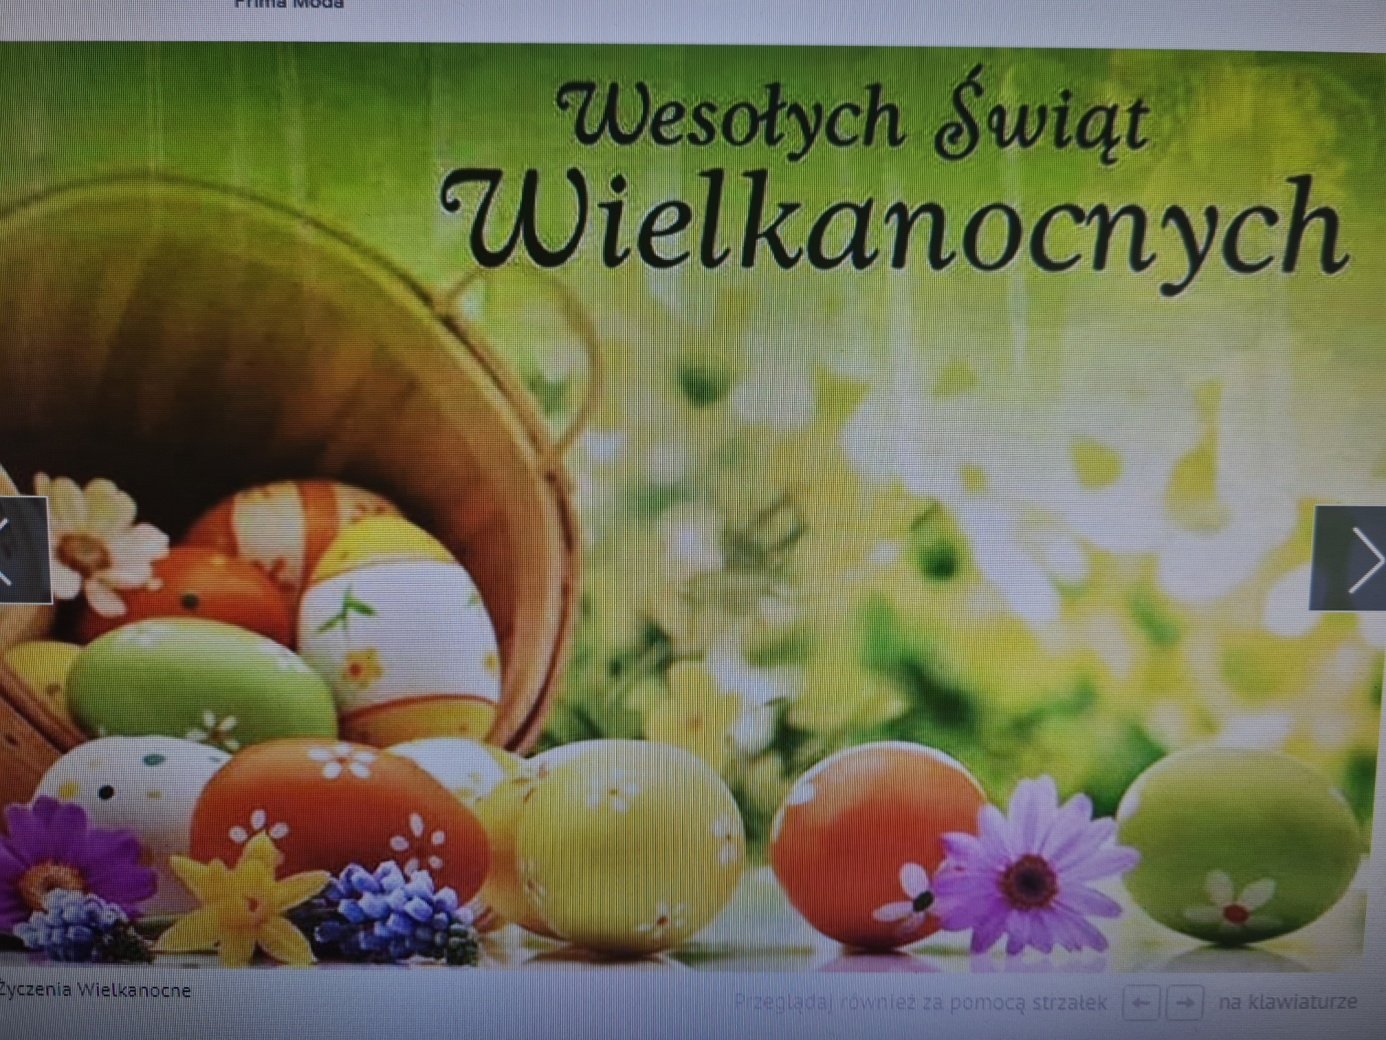 Prima Moda
Wesołych Świąt
Wielkanocnych
Życzenia Wielkanocne
Przeglądaj również za pomocą strzałek ← → na klawiaturze